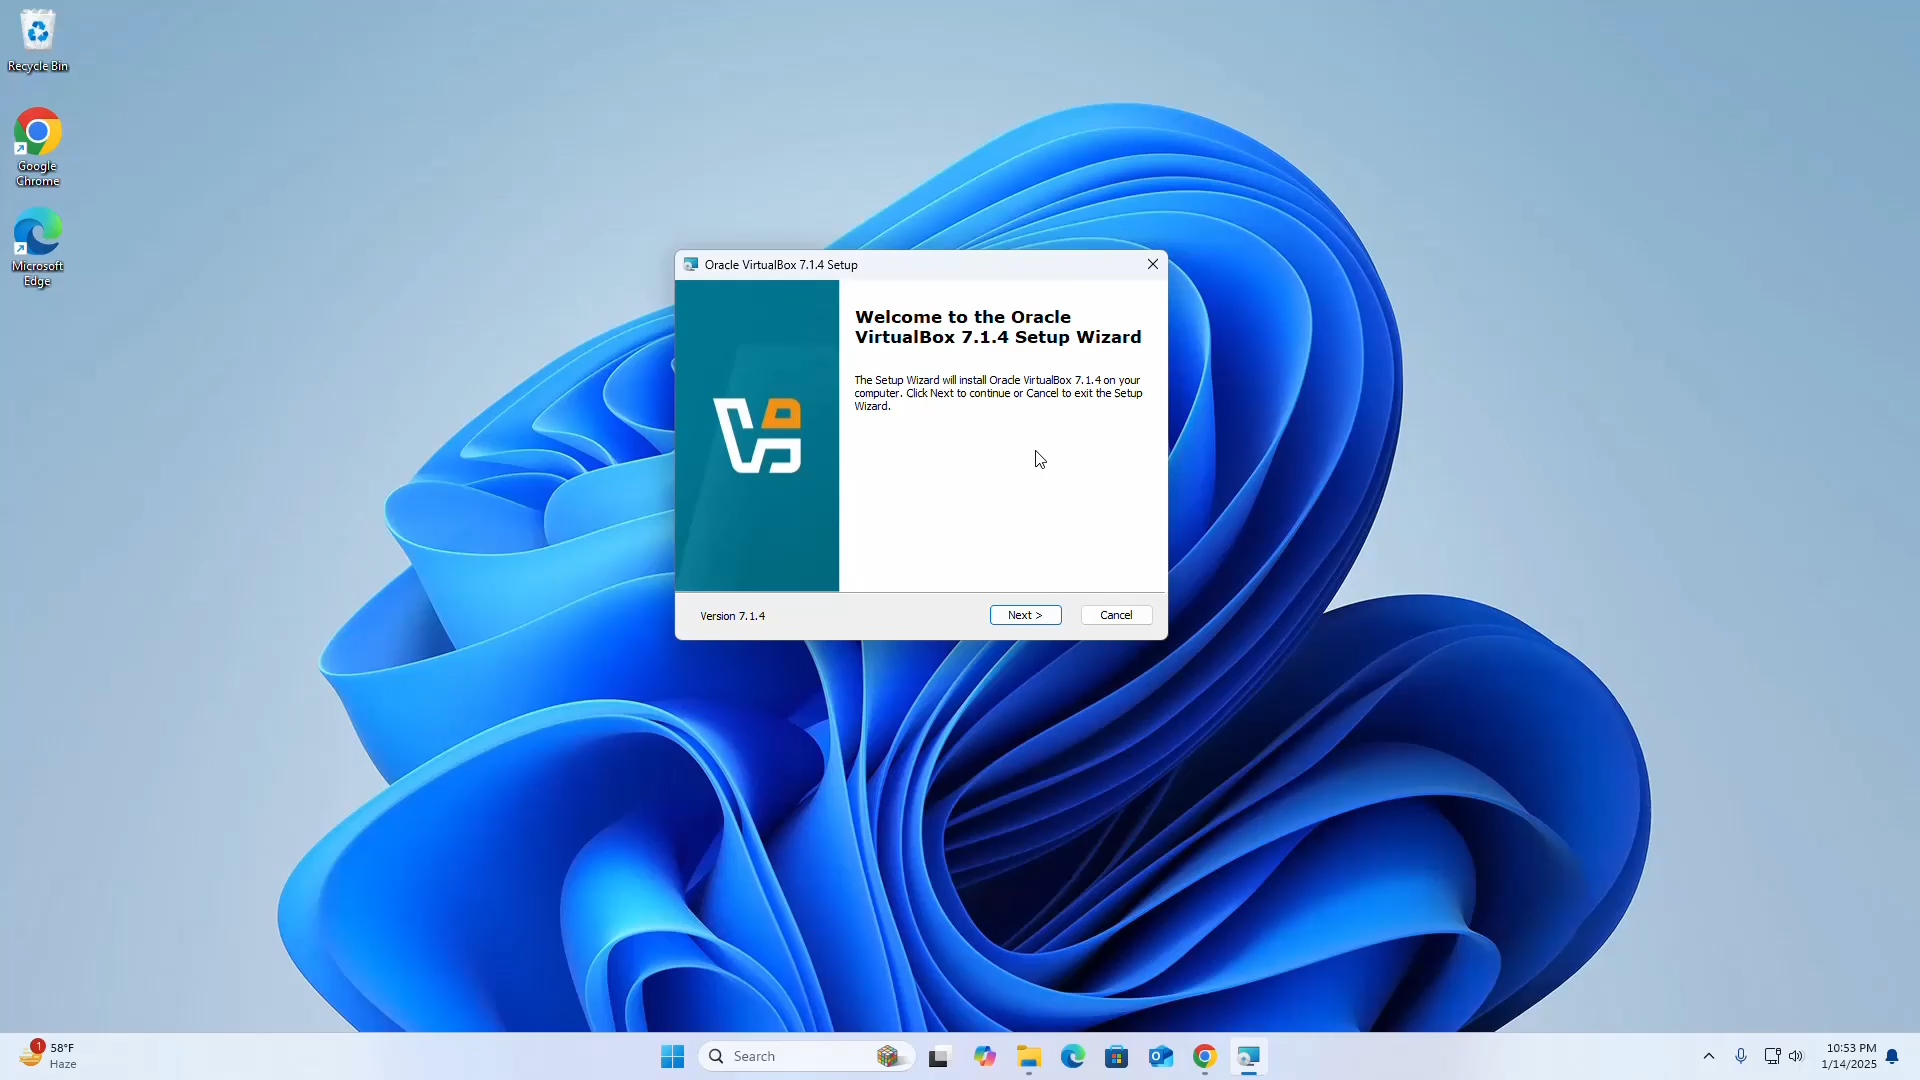 Recycle Bin
Google
Chrome
Microsoft
Edge
Oracle VirtualBox 7.1.4 Setup
Welcome to the Oracle
VirtualBox 7.1.4 Setup Wizard
The Setup Wizard will install Oracle VirtualBox 7.1.4 on your
computer. Click Next to continue or Cancel to exit the Setup
Wizard.
Version 7.1.4
Next >
Cancel
1
58°F
Haze
Search
10:53 PM
1/14/2025